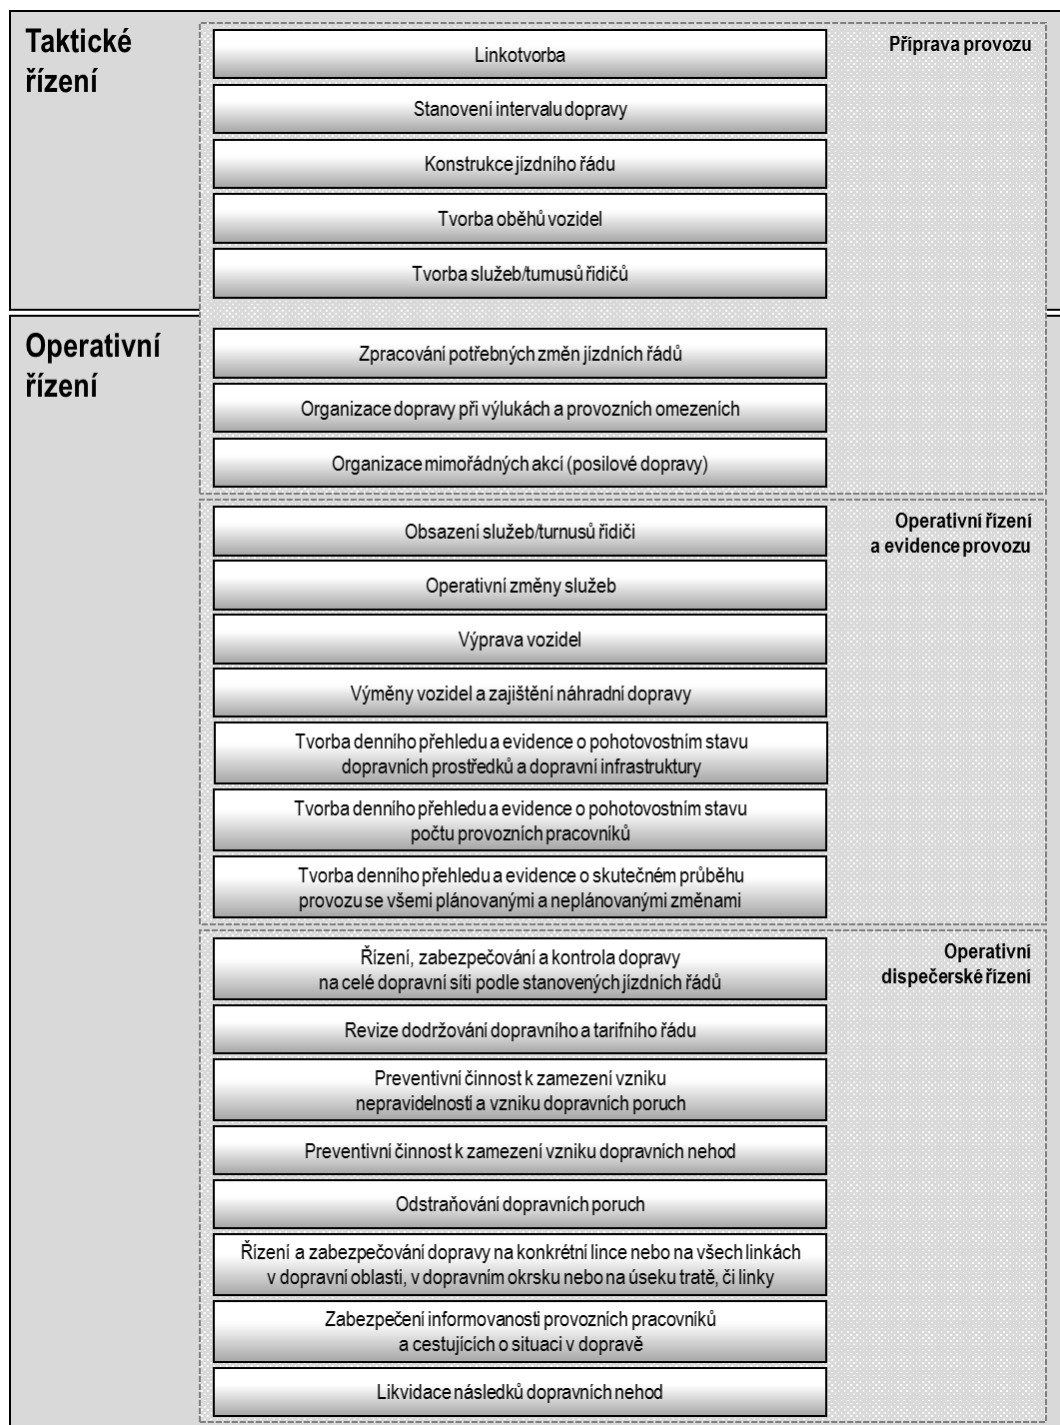 Taktické
řízení
Příprava provozu
Linkotvorba
Stanovení intervalu dopravy
Konstrukce jízdního řádu
Tvorba oběhů vozidel
Tvorba služeb/turnusů řidičů
Operativní
řízení
Zpracování potřebných změn jízdních řádů
Organizace dopravy při výlukách a provozních omezeních
Organizace mimořádných akcí (posilové dopravy)
Operativní řízení
a evidence provozu
Obsazení služeb/turnusů řidiči
Operativní změny služeb
Výprava vozidel
Výměny vozidel a zajištění náhradní dopravy
Tvorba denního přehledu a evidence o pohotovostním stavu
dopravních prostředků a dopravní infrastruktury
Tvorba denního přehledu a evidence o pohotovostním stavu
počtu provozních pracovníků
Tvorba denního přehledu a evidence o skutečném průběhu
provozu se všemi plánovanými a neplánovanými změnami
Operativní
dispečerské řízení
Řízení, zabezpečování a kontrola dopravy
na celé dopravní síti podle stanovených jízdních řádů
Revize dodržování dopravního a tarifního řádu
Preventivní činnost k zamezení vzniku
nepravidelností a vzniku dopravních poruch
Preventivní činnost k zamezení vzniku dopravních nehod
Odstraňování dopravních poruch
Řízení a zabezpečování dopravy na konkrétní lince nebo na všech linkách
v dopravní oblasti, v dopravním okrsku nebo na úseku tratě, či linky
Zabezpečení informovanosti provozních pracovníků
a cestujících o situaci v dopravě
Likvidace následků dopravních nehod